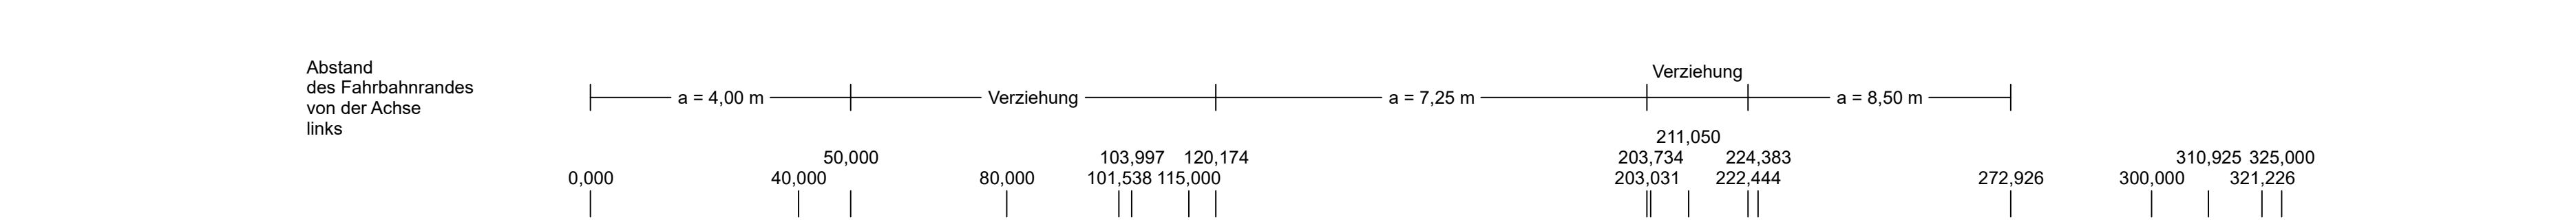 Verziehung
Abstand
des Fahrbahnrandes
von der Achse
links
a = 4,00 m Verziehung a = 7,25 m a = 8,50 m
211,050
50,000 103,997 120,174 203,734 224,383 310,925 325,000
0,000 40,000 80,000 101,538 115,000 203,031 222,444 272,926 300,000 321,226